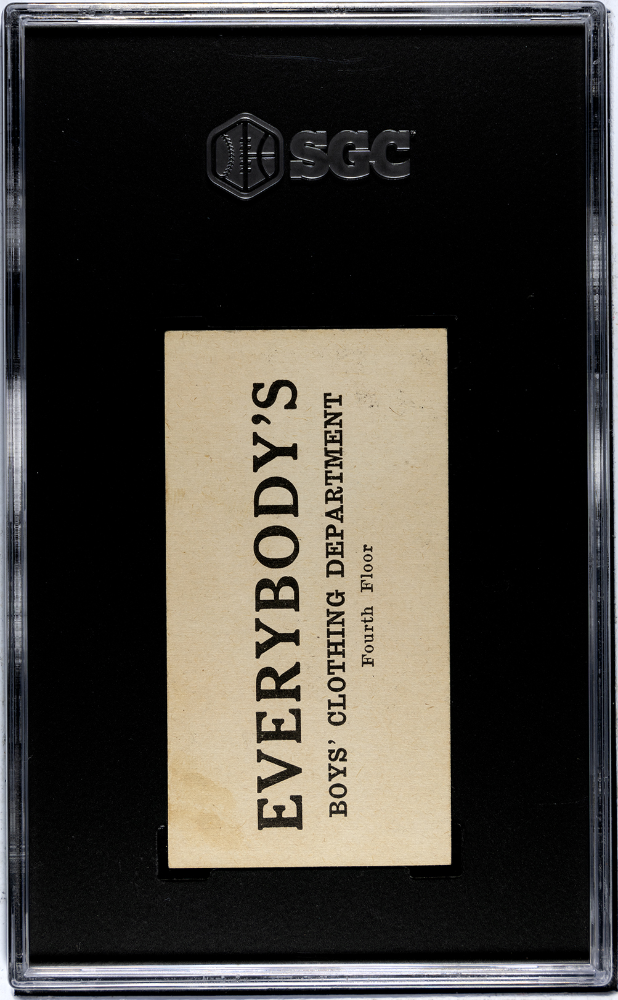 SGC
EVERYBODY'S
BOYS' CLOTHING DEPARTMENT
Fourth Floor